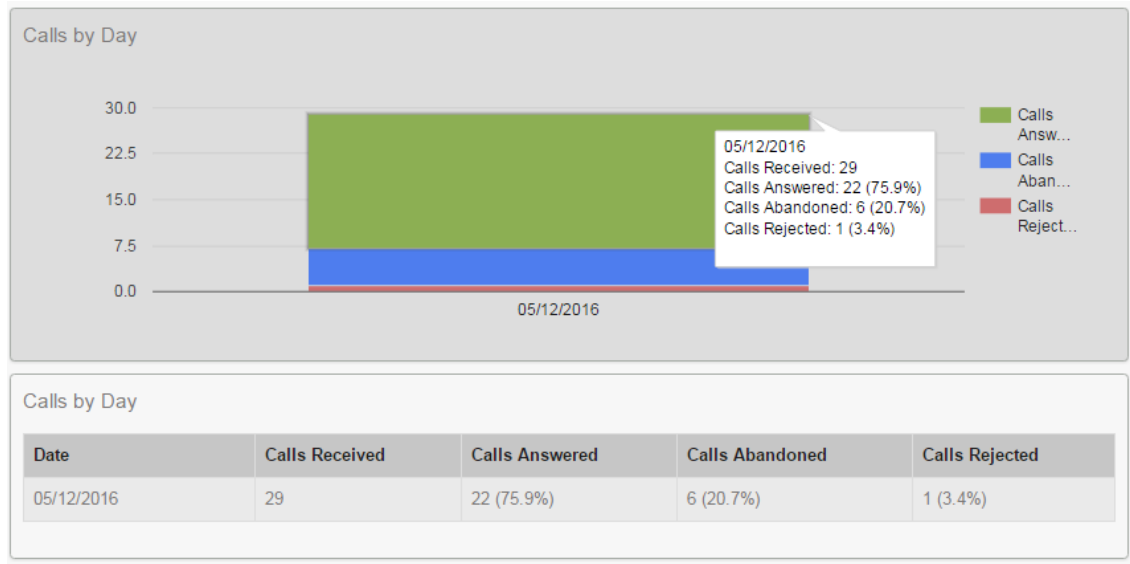 Calls by Day
30.0
22.5
15.0
7.5
0.0
05/12/2016
05/12/2016
Calls Received: 29
Calls Answered: 22 (75.9%)
Calls Abandoned: 6 (20.7%)
Calls Rejected: 1 (3.4%)
Calls
Answ...
Calls
Aban...
Calls
Reject...
Calls by Day
Date Calls Received Calls Answered Calls Abandoned Calls Rejected
05/12/2016 29 22 (75.9%) 6 (20.7%) 1 (3.4%)